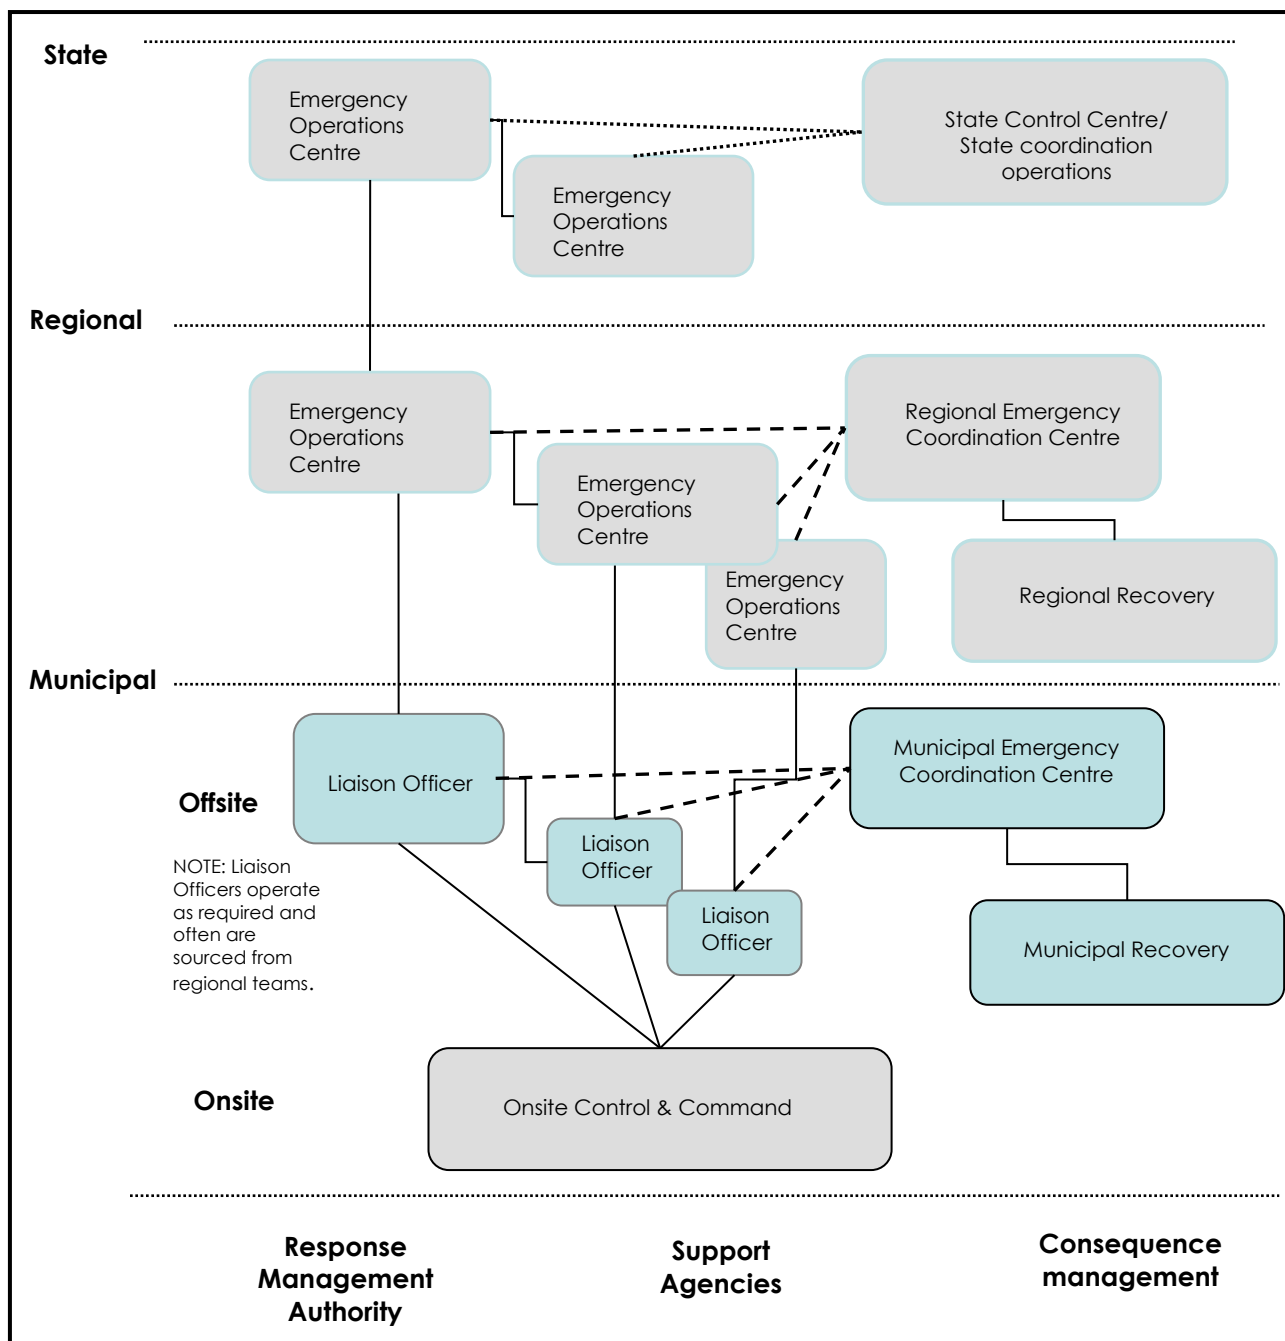 State
Emergency
Operations
Centre
State Control Centre/
State coordination
operations
Emergency
Operations
Centre
Regional
Emergency
Operations
Centre
Regional Emergency
Coordination Centre
Emergency
Operations
Centre
Emergency
Operations
Centre
Regional Recovery
Municipal
Municipal Emergency
Coordination Centre
Liaison Officer
Offsite
Liaison
Officer
NOTE: Liaison
Officers operate
as required and
often are
sourced from
regional teams.
Liaison
Officer
Municipal Recovery
Onsite
Onsite Control & Command
Response
Management
Authority
Support
Agencies
Consequence
management